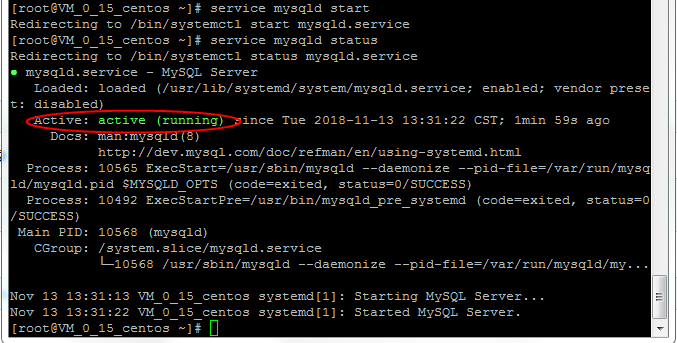 [root@VM_0_15_centos ~]# service mysqld start
Redirecting to /bin/systemctl start mysqld.service
[root@VM_0_15_centos ~]# service mysqld status
Redirecting to /bin/systemctl status mysqld.service
● mysqld.service - MySQL Server
   Loaded: loaded (/usr/lib/systemd/system/mysqld.service; enabled; vendor prese
t: disabled)
   Active: active (running) since Tue 2018-11-13 13:31:22 CST; 1min 59s ago
     Docs: man:mysqld(8)
           http://dev.mysql.com/doc/refman/en/using-systemd.html
  Process: 10565 ExecStart=/usr/sbin/mysqld --daemonize --pid-file=/var/run/mysq
ld/mysqld.pid $MYSQLD_OPTS (code=exited, status=0/SUCCESS)
  Process: 10492 ExecStartPre=/usr/bin/mysqld_pre_systemd (code=exited, status=0
/SUCCESS)
 Main PID: 10568 (mysqld)
   CGroup: /system.slice/mysqld.service
           └─10568 /usr/sbin/mysqld --daemonize --pid-file=/var/run/mysqld/my...

Nov 13 13:31:13 VM_0_15_centos systemd[1]: Starting MySQL Server...
Nov 13 13:31:22 VM_0_15_centos systemd[1]: Started MySQL Server.
[root@VM_0_15_centos ~]#